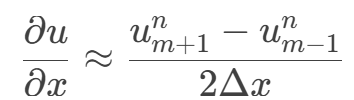 ∂u/∂x ≈ (u^n_{m+1} − u^n_{m−1})/(2Δx)